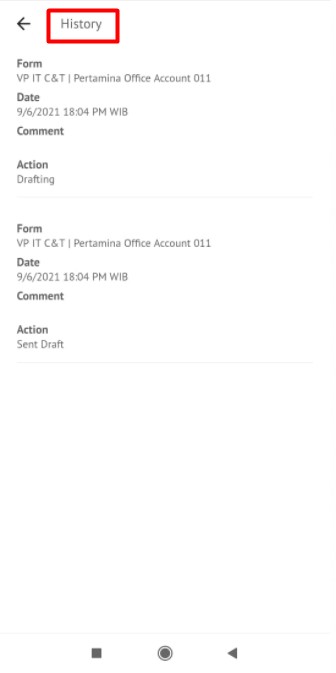 History
Form
VP IT C&T | Pertamina Office Account 011
Date
9/6/2021 18:04 PM WIB
Comment
Action
Drafting
Form
VP IT C&T | Pertamina Office Account 011
Date
9/6/2021 18:04 PM WIB
Comment
Action
Sent Draft